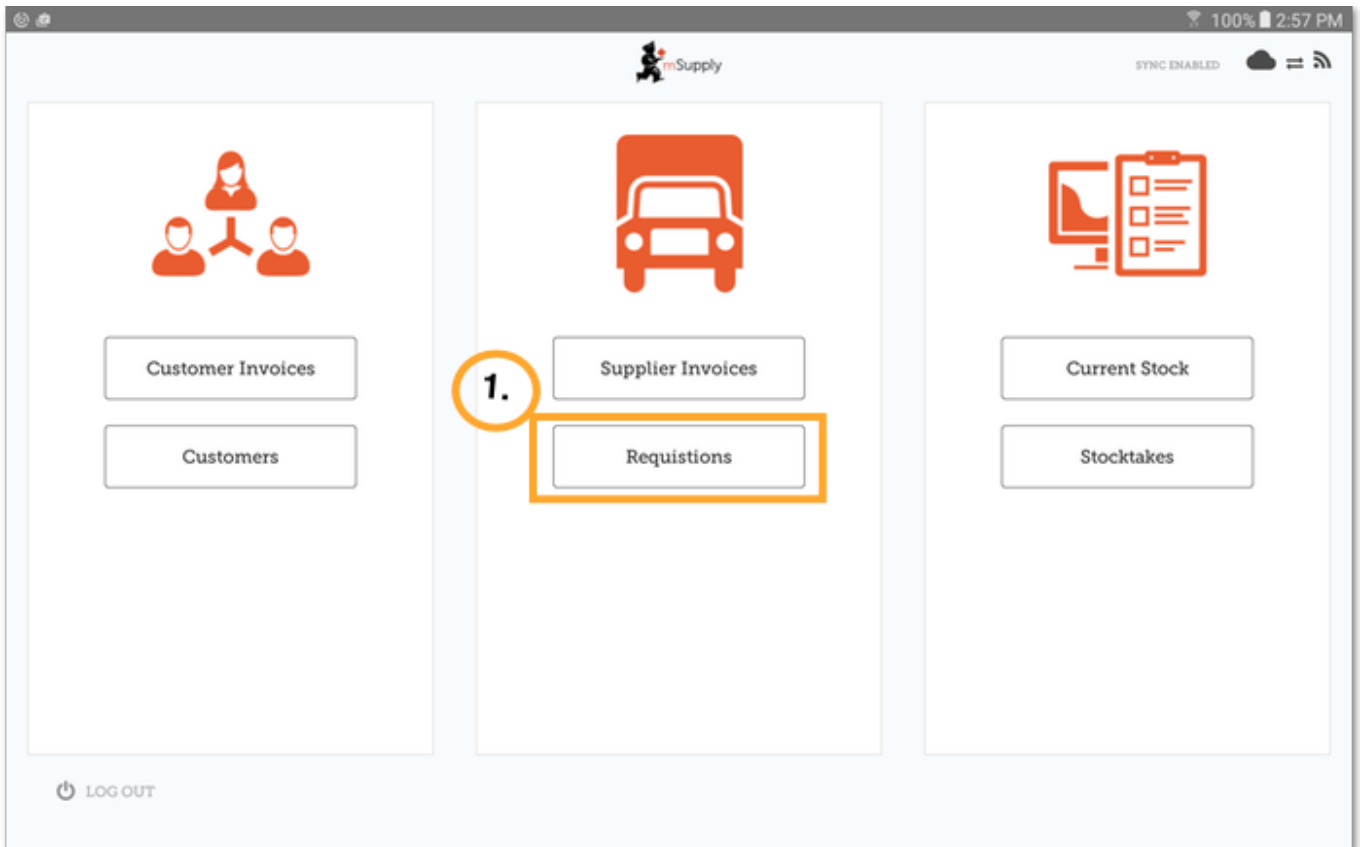 100% 2:57 PM
mSupply
SYNC ENABLED
Customer Invoices
Customers
1.
Supplier Invoices
Requistions
Current Stock
Stocktakes
LOG OUT